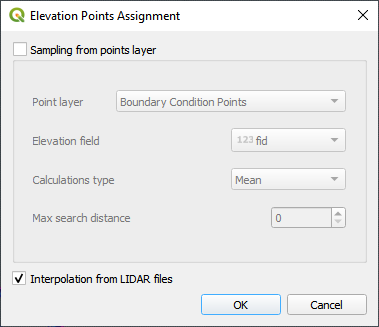 Elevation Points Assignment
Sampling from points layer
Point layer Boundary Condition Points
Elevation field 123 fid
Calculations type Mean
Max search distance 0
Interpolation from LIDAR files
OK Cancel